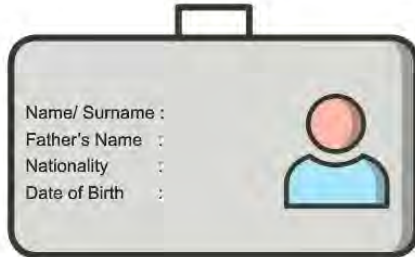 Name/ Surname :
Father's Name :
Nationality :
Date of Birth :